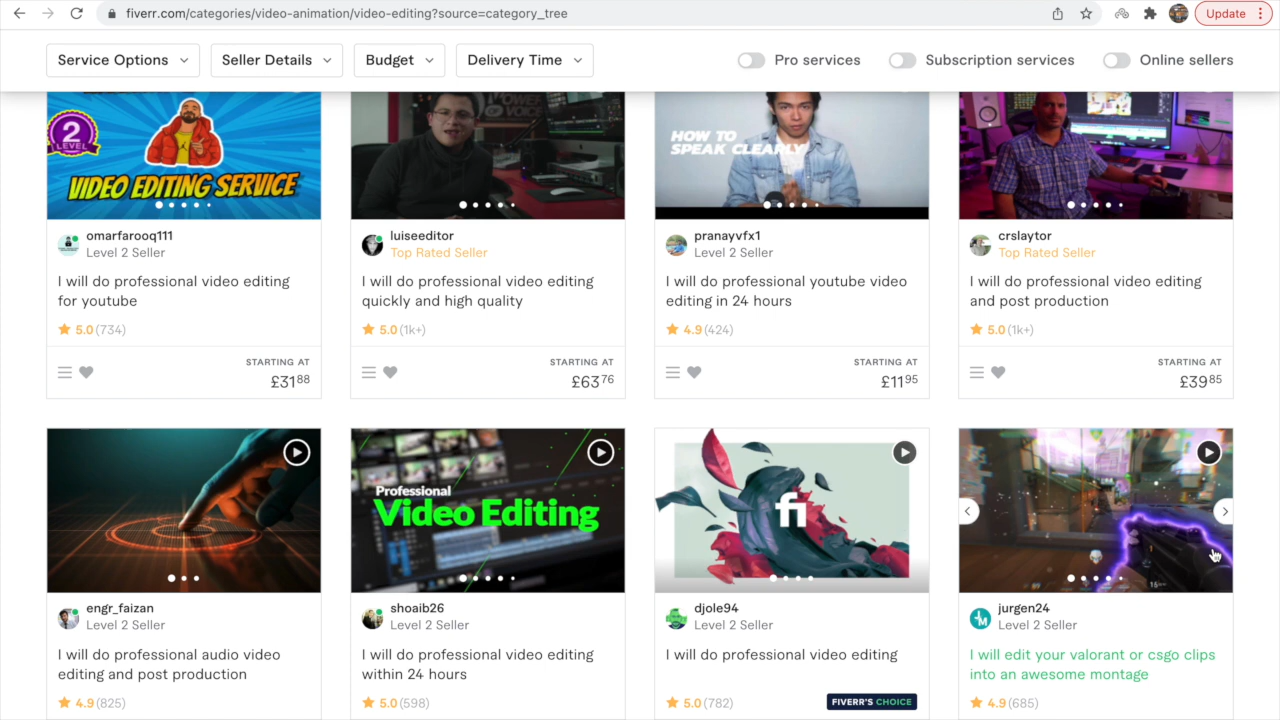 fiverr.com/categories/video-animation/video-editing?source=category_tree
Update
Service Options
Seller Details
Budget
Delivery Time
Pro services
Subscription services
Online sellers
2
LEVEL
VIDEO EDITING SERVICE
POWER
VOICE
HOW TO
SPEAK CLEARLY
omarfarooq111
Level 2 Seller
I will do professional video editing
for youtube
5.0 (734)
STARTING AT
£31⁸⁸
luiseeditor
Top Rated Seller
I will do professional video editing
quickly and high quality
5.0 (1k+)
STARTING AT
£63⁷⁶
pranayvfx1
Level 2 Seller
I will do professional youtube video
editing in 24 hours
4.9 (424)
STARTING AT
£11⁹⁵
crslaytor
Top Rated Seller
I will do professional video editing
and post production
5.0 (1k+)
STARTING AT
£39⁸⁵
engr_faizan
Level 2 Seller
I will do professional audio video
editing and post production
4.9 (825)
Professional
Video Editing
shoaib26
Level 2 Seller
I will do professional video editing
within 24 hours
5.0 (598)
fi
djole94
Level 2 Seller
I will do professional video editing
5.0 (782)
FIVERR'S CHOICE
jurgen24
Level 2 Seller
I will edit your valorant or csgo clips
into an awesome montage
4.9 (685)